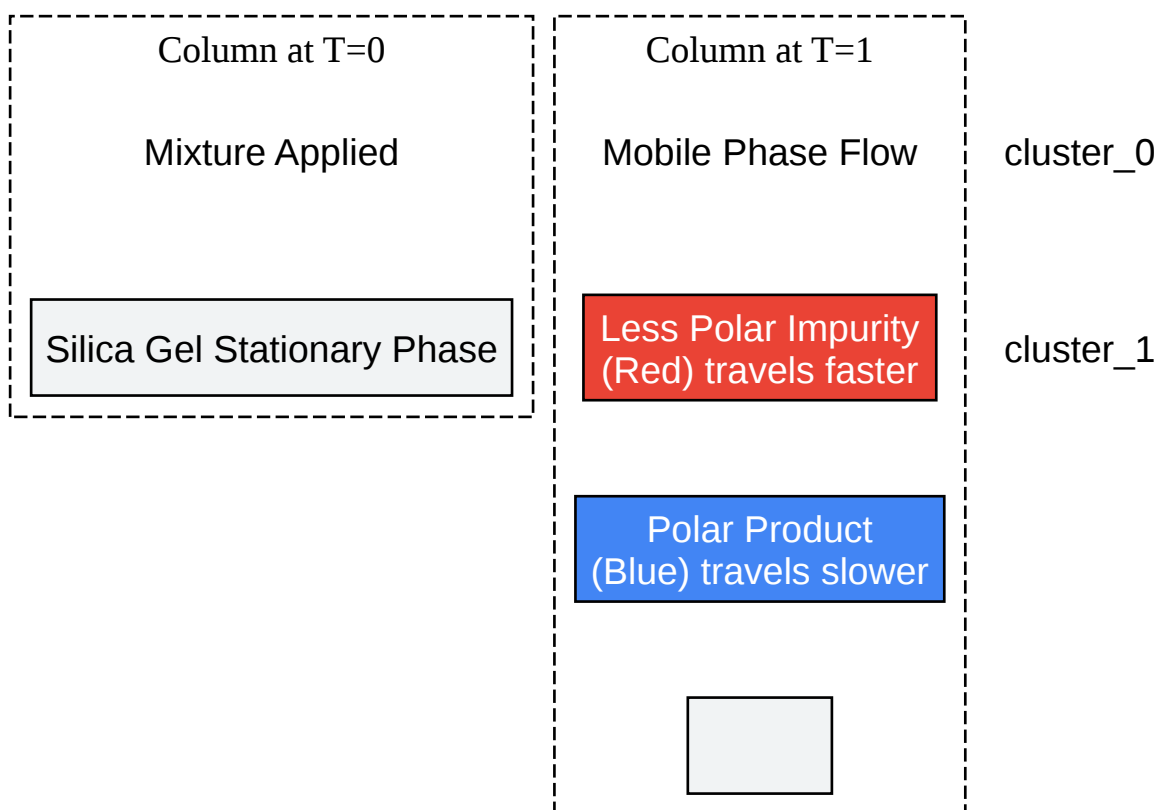 Column at T=0
Mixture Applied
Silica Gel Stationary Phase
Column at T=1
Mobile Phase Flow
Less Polar Impurity
(Red) travels faster
Polar Product
(Blue) travels slower
cluster_0
cluster_1